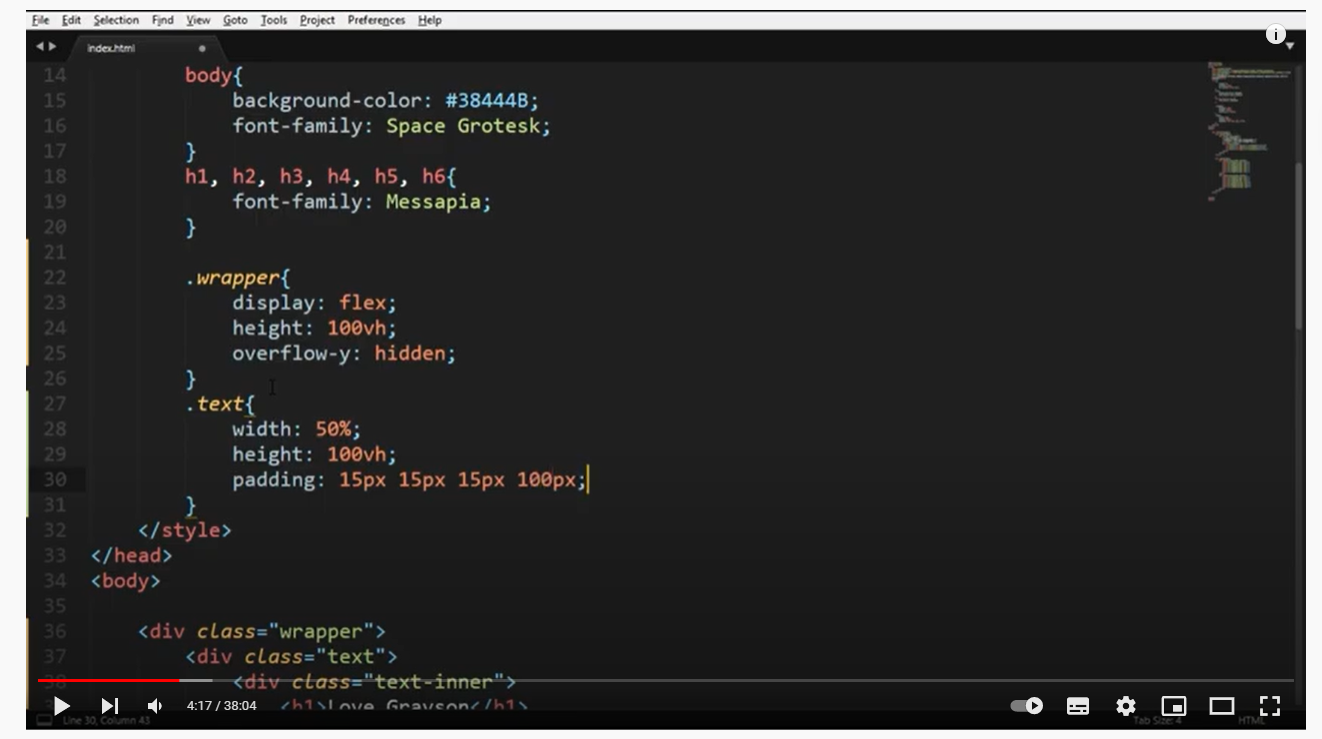 File Edit Selection Find View Goto Tools Project Preferences Help
index.html
14 body{
15 background-color: #38444B;
16 font-family: Space Grotesk;
17 }
18 h1, h2, h3, h4, h5, h6{
19 font-family: Messapia;
20 }
21
22 .wrapper{
23 display: flex;
24 height: 100vh;
25 overflow-y: hidden;
26 }
27 .text{
28 width: 50%;
29 height: 100vh;
30 padding: 15px 15px 15px 100px;
31 }
32 </style>
33 </head>
34 <body>
35
36 <div class="wrapper">
37 <div class="text">
38 <div class="text-inner">
<h1>Love Grayson</h1>
4:17 / 38:04
Line 30, Column 43 Tab Size: 4 HTML